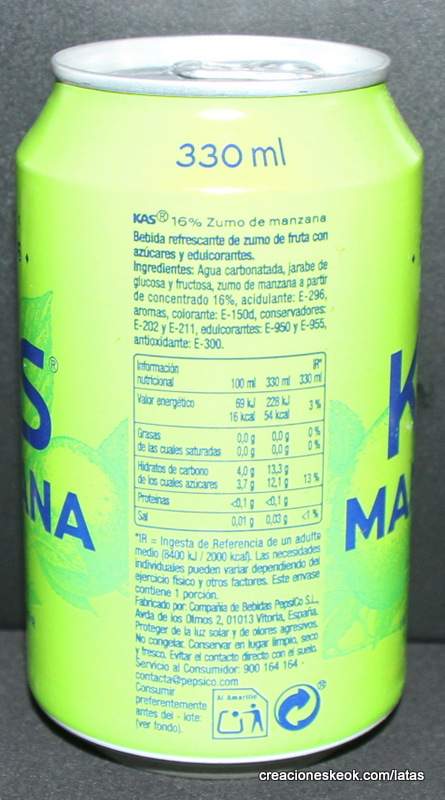 330 ml
KAS® 16% Zumo de manzana
Bebida refrescante de zumo de fruta con
azúcares y edulcorantes.
Ingredientes: Agua carbonatada, jarabe de
glucosa y fructosa, zumo de manzana a partir
de concentrado 16%, acidulante: E-296,
aromas, colorante: E-150d, conservadores:
E-202 y E-211, edulcorantes: E-950 y E-955,
antioxidante: E-300.
Información nutricional 100 ml 330 ml IR* 330 ml
Valor energético 69 kJ 228 kJ 3 %
16 kcal 54 kcal
Grasas 0,0 g 0,0 g 0 %
de las cuales saturadas 0,0 g 0,0 g 0 %
Hidratos de carbono 4,0 g 13,3 g
de los cuales azúcares 3,7 g 12,1 g 13 %
Proteinas <0,1 g <0,1 g
Sal 0,01 g 0,03 g <1 %
*IR = Ingesta de Referencia de un adulto
medio (8400 kJ / 2000 kcal). Las necesidades
individuales pueden variar dependiendo del
ejercicio físico y otros factores. Este envase
contiene 1 porción.
Fabricado por: Compañía de Bebidas PepsiCo S.L.,
Avda de los Olmos 2, 01013 Vitoria, España.
Proteger de la luz solar y de olores agresivos.
No congelar. Conservar en lugar limpio, seco
y fresco. Evitar el contacto directo con el suelo.
Servicio al Consumidor: 900 164 164 -
contacta@pepsico.com
Consumir
preferentemente
antes del - lote:
(ver fondo).
Al Amarillo
®
S®
ANA
K
MA
creacioneskeok.com/latas